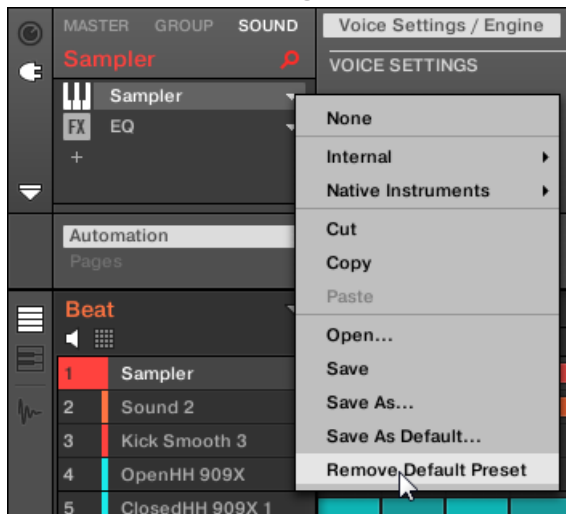 MASTER GROUP SOUND
Sampler
Voice Settings / Engine
VOICE SETTINGS
Sampler
FX EQ
+
None
Internal
Native Instruments
Cut
Copy
Paste
Open...
Save
Save As...
Save As Default...
Remove Default Preset
Automation
Pages
Beat
1 Sampler
2 Sound 2
3 Kick Smooth 3
4 OpenHH 909X
5 ClosedHH 909X 1